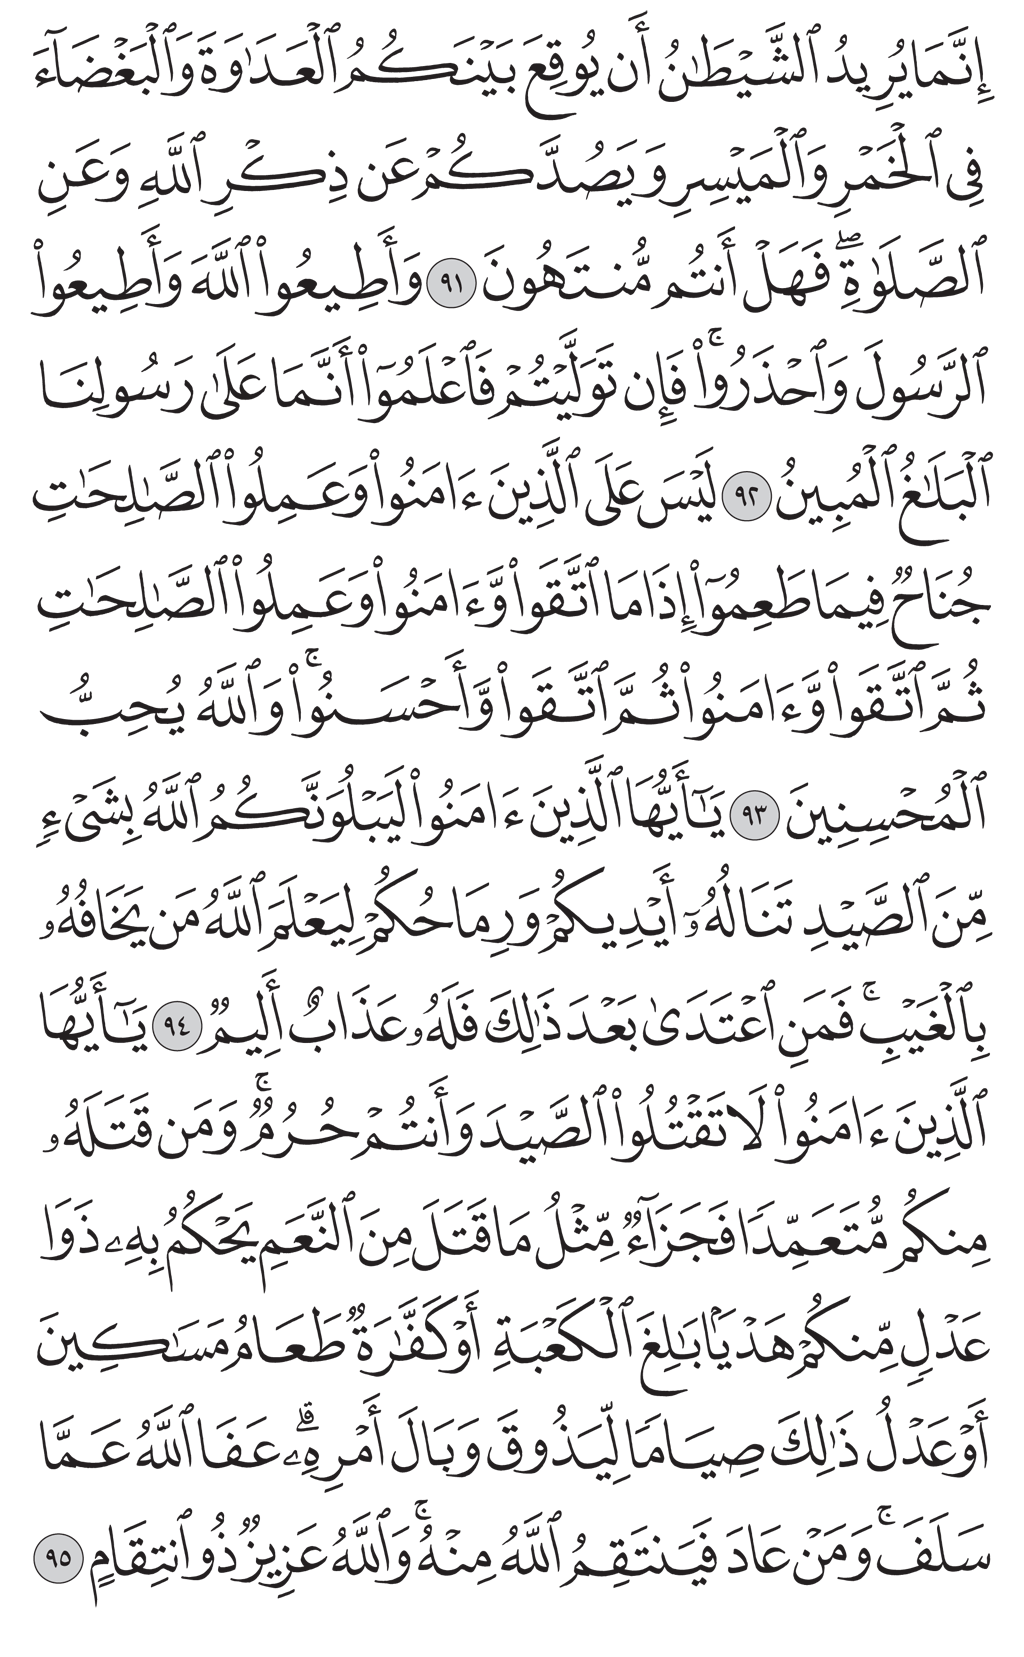 إِنَّمَا يُرِيدُ ٱلشَّيْطَٰنُ أَن يُوقِعَ بَيْنَكُمُ ٱلْعَدَٰوَةَ وَٱلْبَغْضَآءَ
فِى ٱلْخَمْرِ وَٱلْمَيْسِرِ وَيَصُدَّكُمْ عَن ذِكْرِ ٱللَّهِ وَعَنِ
ٱلصَّلَوٰةِ ۖ فَهَلْ أَنتُم مُّنتَهُونَ ٩١ وَأَطِيعُوا۟ ٱللَّهَ وَأَطِيعُوا۟
ٱلرَّسُولَ وَٱحْذَرُوا۟ ۚ فَإِن تَوَلَّيْتُمْ فَٱعْلَمُوٓا۟ أَنَّمَا عَلَىٰ رَسُولِنَا
ٱلْبَلَٰغُ ٱلْمُبِينُ ٩٢ لَيْسَ عَلَى ٱلَّذِينَ ءَامَنُوا۟ وَعَمِلُوا۟ ٱلصَّٰلِحَٰتِ
جُنَاحٌ فِيمَا طَعِمُوٓا۟ إِذَا مَا ٱتَّقَوا۟ وَّءَامَنُوا۟ وَعَمِلُوا۟ ٱلصَّٰلِحَٰتِ
ثُمَّ ٱتَّقَوا۟ وَّءَامَنُوا۟ ثُمَّ ٱتَّقَوا۟ وَّأَحْسَنُوا۟ ۚ وَٱللَّهُ يُحِبُّ
ٱلْمُحْسِنِينَ ٩٣ يَٰٓأَيُّهَا ٱلَّذِينَ ءَامَنُوا۟ لَيَبْلُوَنَّكُمُ ٱللَّهُ بِشَىْءٍ
مِّنَ ٱلصَّيْدِ تَنَالُهُۥٓ أَيْدِيكُمْ وَرِمَاحُكُمْ لِيَعْلَمَ ٱللَّهُ مَن يَخَافُهُۥ
بِٱلْغَيْبِ ۚ فَمَنِ ٱعْتَدَىٰ بَعْدَ ذَٰلِكَ فَلَهُۥ عَذَابٌ أَلِيمٌ ٩٤ يَٰٓأَيُّهَا
ٱلَّذِينَ ءَامَنُوا۟ لَا تَقْتُلُوا۟ ٱلصَّيْدَ وَأَنتُمْ حُرُمٌ ۚ وَمَن قَتَلَهُۥ
مِنكُم مُّتَعَمِّدًا فَجَزَآءٌ مِّثْلُ مَا قَتَلَ مِنَ ٱلنَّعَمِ يَحْكُمُ بِهِۦ ذَوَا
عَدْلٍ مِّنكُمْ هَدْيًۢا بَٰلِغَ ٱلْكَعْبَةِ أَوْ كَفَّٰرَةٌ طَعَامُ مَسَٰكِينَ
أَوْ عَدْلُ ذَٰلِكَ صِيَامًا لِّيَذُوقَ وَبَالَ أَمْرِهِۦ ۗ عَفَا ٱللَّهُ عَمَّا
سَلَفَ ۚ وَمَنْ عَادَ فَيَنتَقِمُ ٱللَّهُ مِنْهُ ۚ وَٱللَّهُ عَزِيزٌ ذُو ٱنتِقَامٍ ٩٥